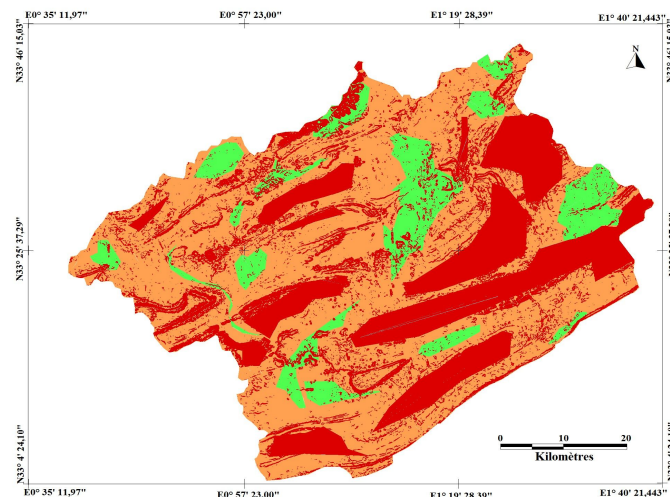 E0° 35' 11,97"
E0° 57' 23,00"
E1° 19' 28,39"
E1° 40' 21,443"
N33° 46' 15,03"
N
N33° 25' 37,29"
N33° 4' 24,10"
0 10 20
Kilomètres
E0° 35' 11,97"
E0° 57' 23,00"
E1° 19' 28,39"
E1° 40' 21,443"